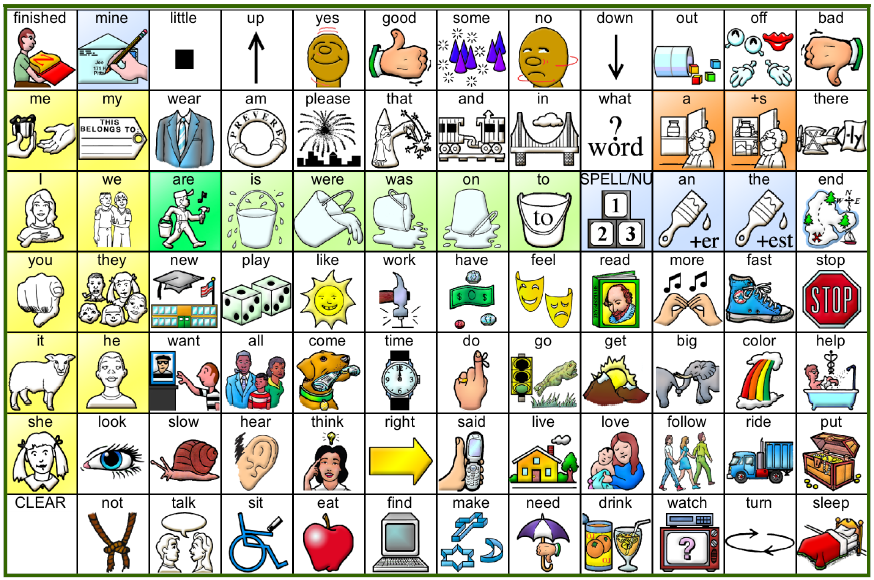 finished mine little up yes good some no down out off bad
me my wear am please that and in what a +s there
THIS
BELONGS TO
PREVERB
?
word
-ly
I we are is were was on to SPELL/NU an the end
to
1
2 3
+er
+est
N
W E
you they new play like work have feel read more fast stop
STOP
it he want all come time do go get big color help
she look slow hear think right said live love follow ride put
CLEAR not talk sit eat find make need drink watch turn sleep
?